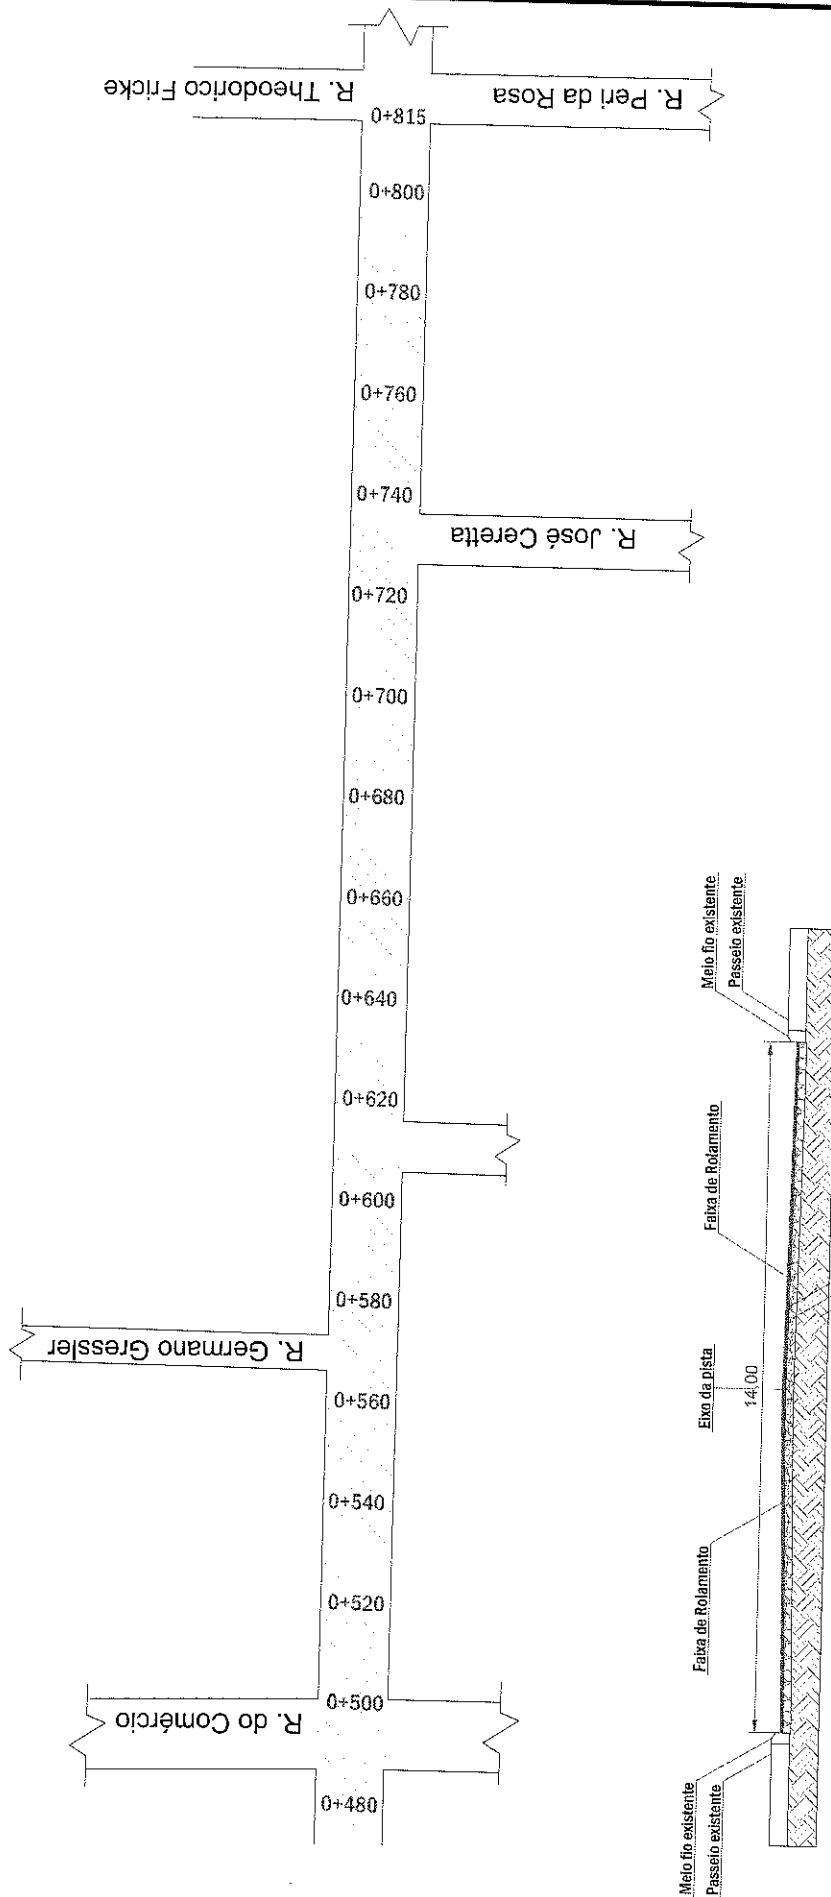 R. Theodorico Fricke
R. Peri da Rosa
0+815
0+800
0+780
0+760
0+740
R. José Ceretta
0+720
0+700
0+680
0+660
0+640
0+620
0+600
0+580
R. Germano Gressler
0+560
0+540
0+520
0+500
R. do Comércio
0+480
Meio fio existente
Passeio existente
Faixa de Rolamento
Eixo da pista
14,00
Faixa de Rolamento
Meio fio existente
Passeio existente